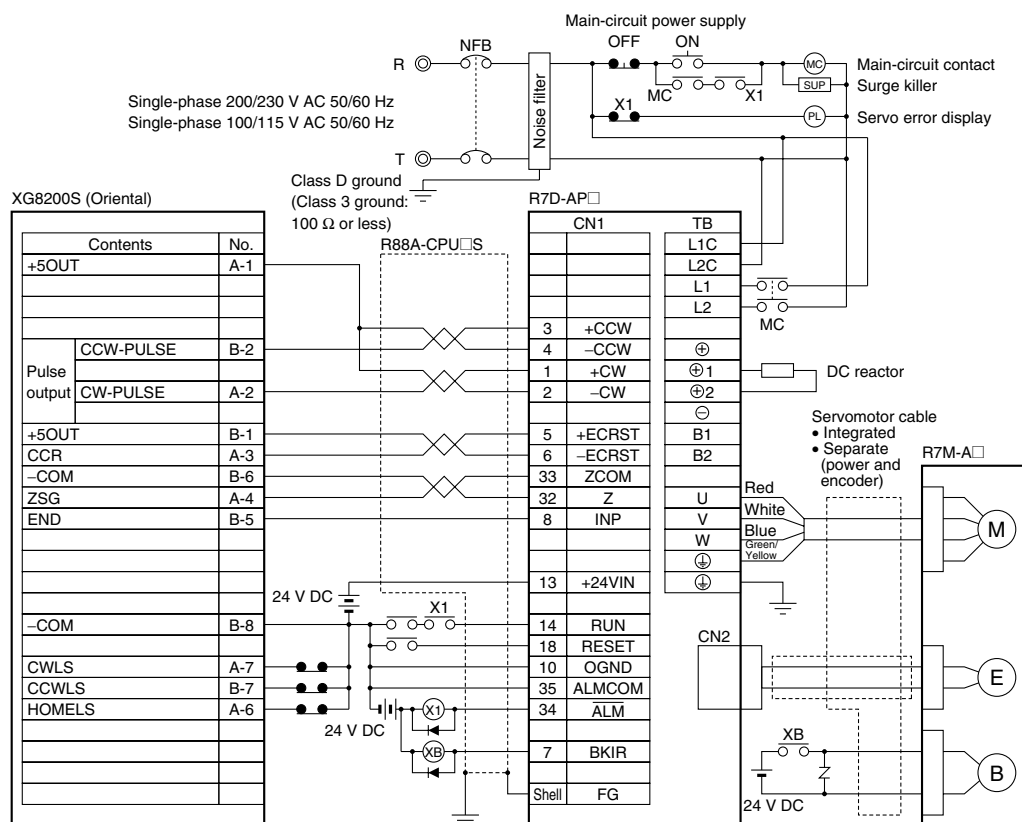 Main-circuit power supply
OFF ON
NFB
R
MC
Main-circuit contact
SUP
Surge killer
MC X1
X1
PL
Servo error display
Single-phase 200/230 V AC 50/60 Hz
Single-phase 100/115 V AC 50/60 Hz
Noise filter
T
Class D ground
(Class 3 ground:
100 Ω or less)
XG8200S (Oriental)
R7D-AP□
R88A-CPU□S
Contents No.
+5OUT A-1
Pulse output
CCW-PULSE B-2
CW-PULSE A-2
+5OUT B-1
CCR A-3
−COM B-6
ZSG A-4
END B-5
−COM B-8
CWLS A-7
CCWLS B-7
HOMELS A-6
24 V DC
X1
24 V DC
X1
XB
CN1
3 +CCW
4 −CCW
1 +CW
2 −CW
5 +ECRST
6 −ECRST
33 ZCOM
32 Z
8 INP
13 +24VIN
14 RUN
18 RESET
10 OGND
35 ALMCOM
34 ALM
7 BKIR
Shell FG
TB
L1C
L2C
L1
L2
MC
⊕
⊕1
⊕2
⊖
B1
B2
U
V
W
DC reactor
Red
White
Blue
Green/
Yellow
Servomotor cable
• Integrated
• Separate
(power and
encoder)
R7M-A□
M
CN2
E
XB
24 V DC
B